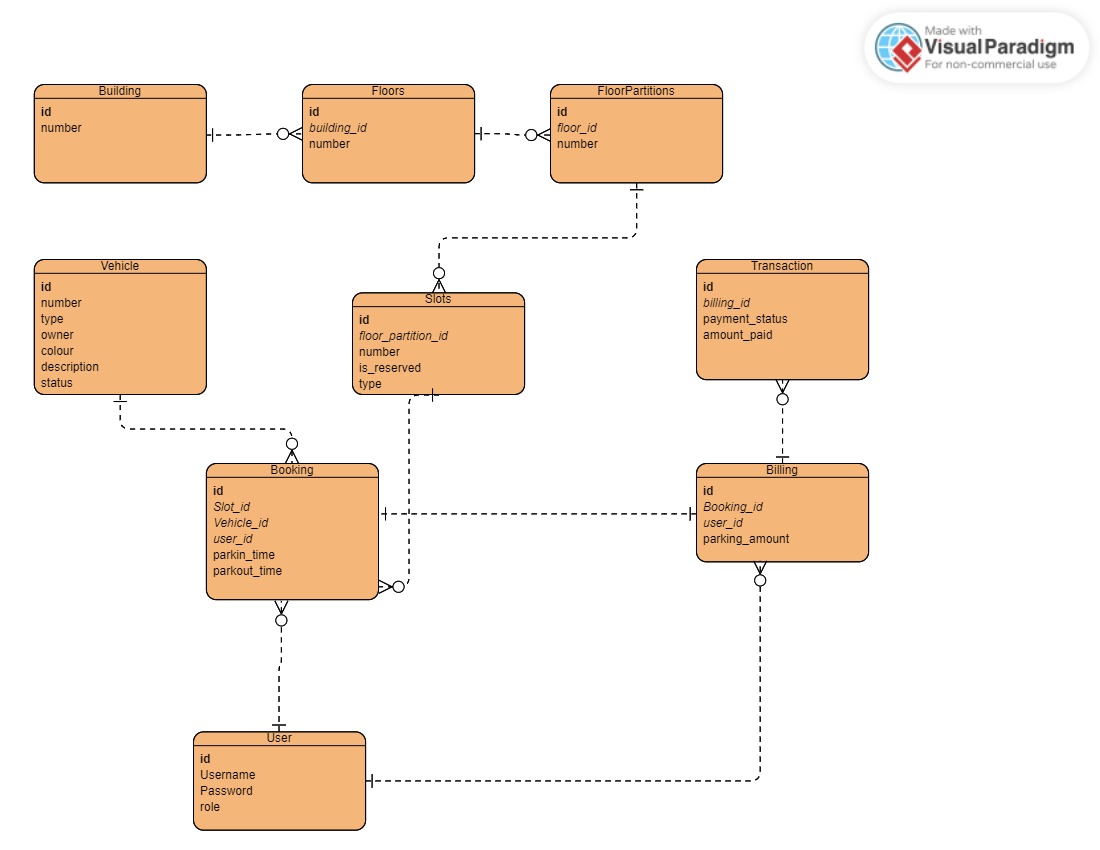 Made with
Visual Paradigm
For non-commercial use
Building
id
number
Floors
id
building_id
number
FloorPartitions
id
floor_id
number
Vehicle
id
number
type
owner
colour
description
status
Slots
id
floor_partition_id
number
is_reserved
type
Transaction
id
billing_id
payment_status
amount_paid
Booking
id
Slot_id
Vehicle_id
user_id
parkin_time
parkout_time
Billing
id
Booking_id
user_id
parking_amount
User
id
Username
Password
role